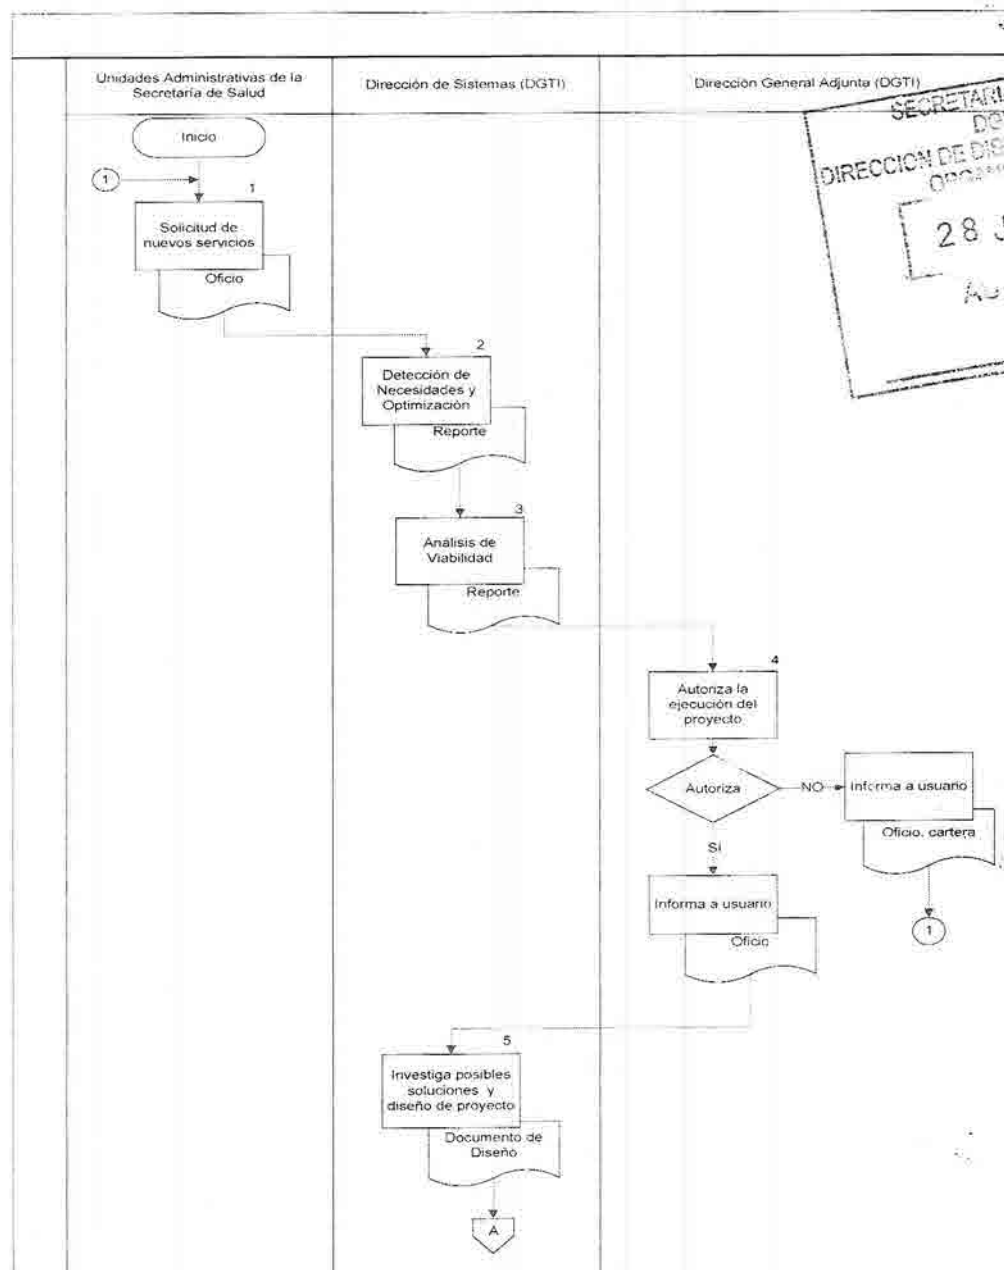 Unidades Administrativas de la
Secretaría de Salud
Dirección de Sistemas (DGTI)
Dirección General Adjunta (DGTI)
SECRETARI
DIRECCION DE
28 J
Inicio
1
1
Solicitud de
nuevos servicios
Oficio
2
Detección de
Necesidades y
Optimización
Reporte
3
Análisis de
Viabilidad
Reporte
4
Autoriza la
ejecución del
proyecto
Autoriza
NO
Informa a usuario
Oficio, cartera
1
SI
Informa a usuario
Oficio
5
Investiga posibles
soluciones y
diseño de proyecto
Documento de
Diseño
A